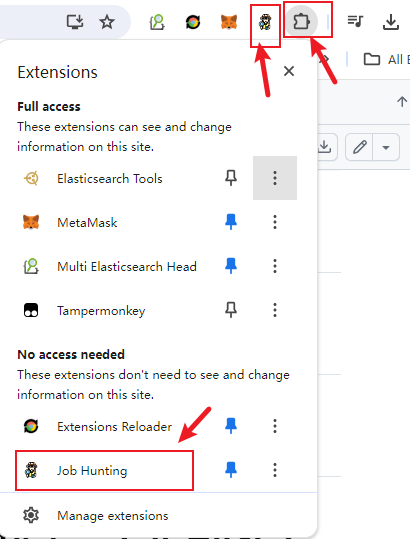 All B
Extensions
Full access
These extensions can see and change
information on this site.
Elasticsearch Tools
MetaMask
Multi Elasticsearch Head
Tampermonkey
No access needed
These extensions don't need to see and change
information on this site.
Extensions Reloader
Job Hunting
Manage extensions